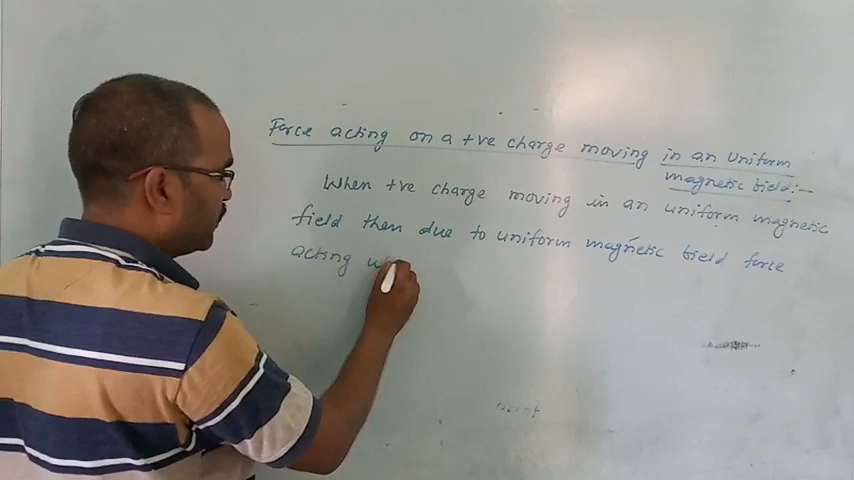 Force acting on a +ve charge moving in an uniform
magnetic field:-
When +ve charge moving in an uniform magnetic
field then due to uniform magnetic field force
acting